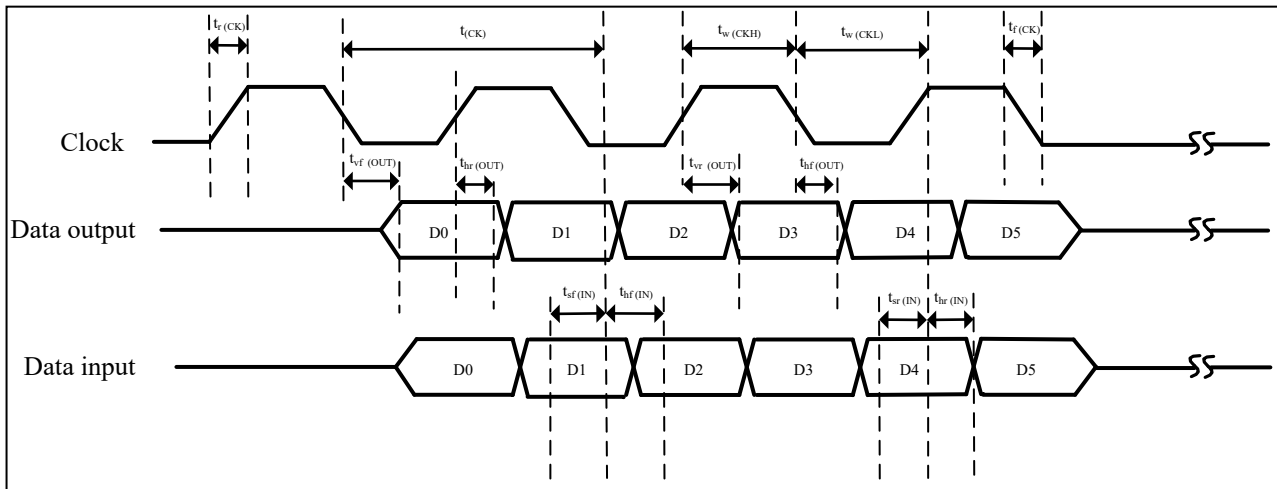 tr (CK)
t(CK)
tw (CKH)
tw (CKL)
tf (CK)
Clock
tvf (OUT)
thr (OUT)
tvr (OUT)
thf (OUT)
Data output
D0
D1
D2
D3
D4
D5
tsf (IN)
thf (IN)
tsr (IN)
thr (IN)
Data input
D0
D1
D2
D3
D4
D5